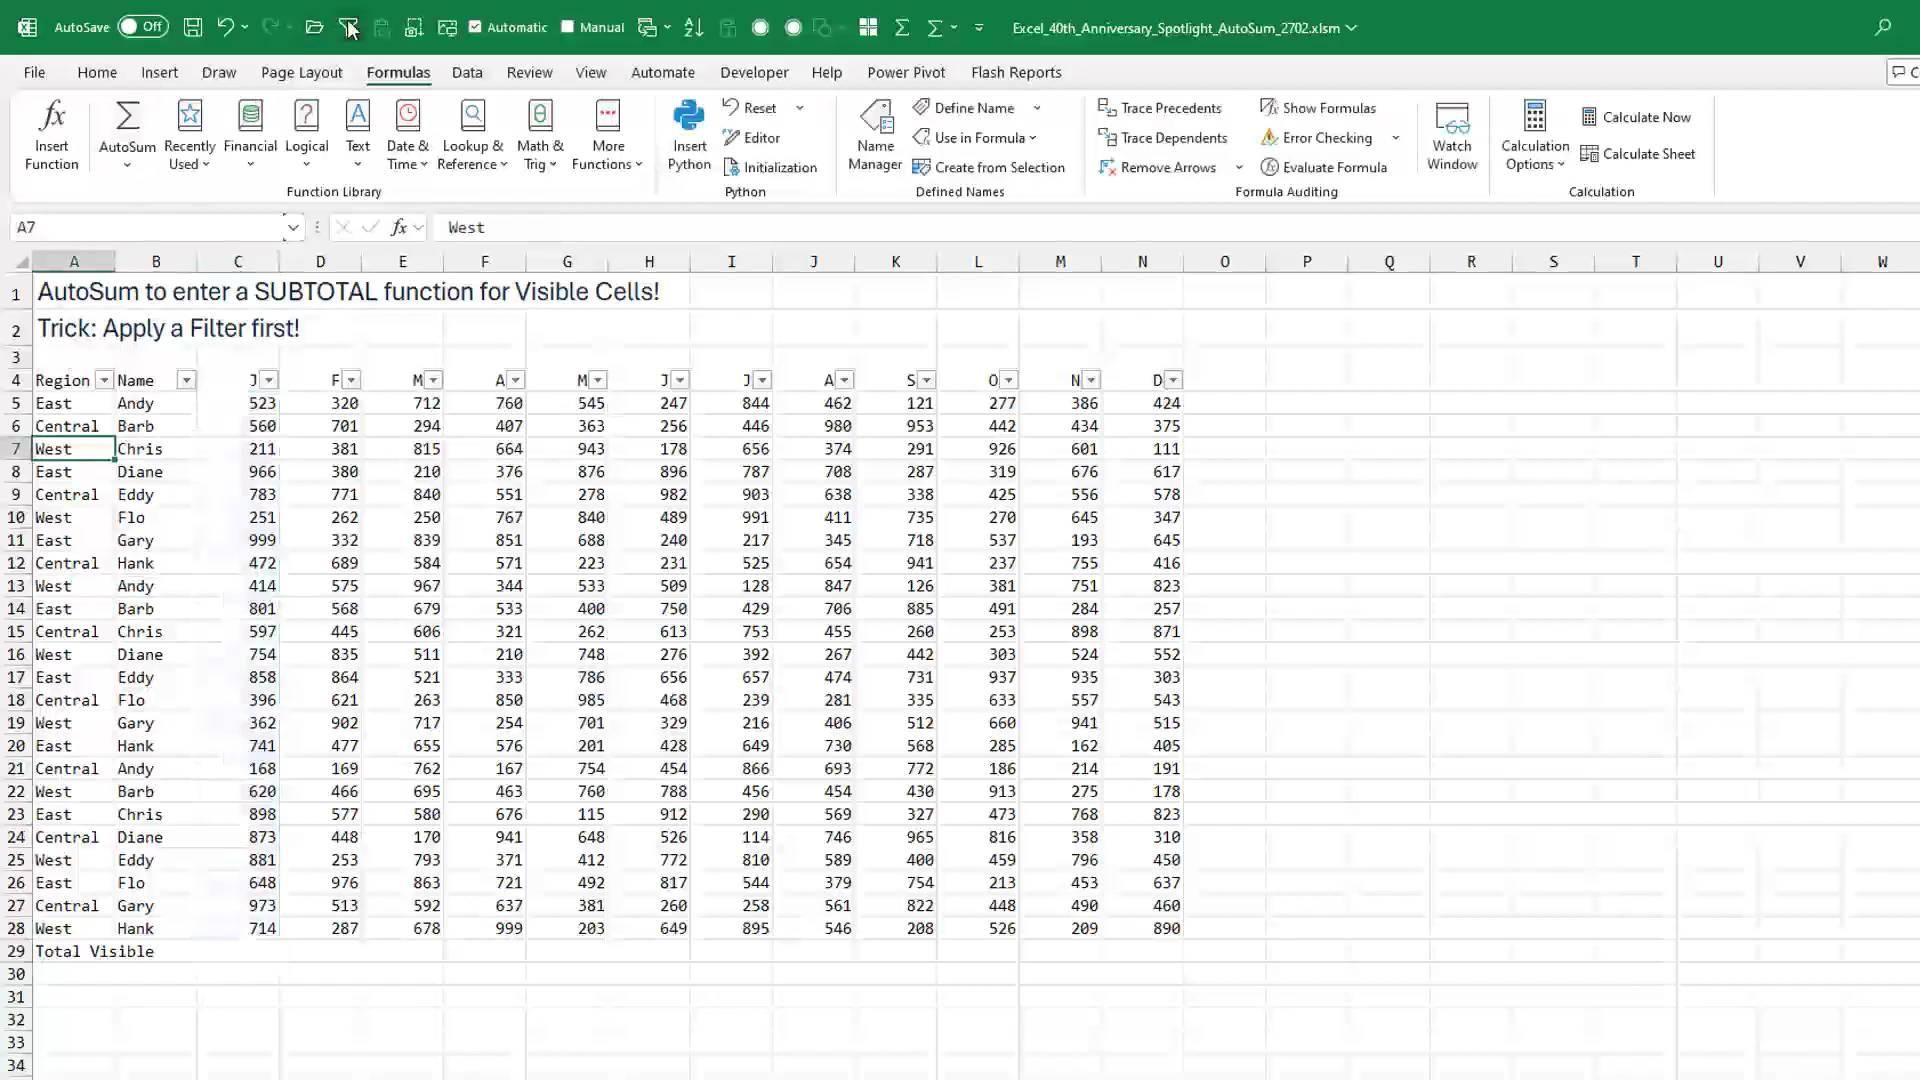 AutoSave Off Automatic Manual Excel_40th_Anniversary_Spotlight_AutoSum_2702.xlsm
File Home Insert Draw Page Layout Formulas Data Review View Automate Developer Help Power Pivot Flash Reports
Insert Function AutoSum Recently Used Financial Logical Text Date & Time Lookup & Reference Math & Trig More Functions
Function Library
Insert Python Reset Editor Initialization
Python
Name Manager Define Name Use in Formula Create from Selection
Defined Names
Trace Precedents Trace Dependents Remove Arrows Show Formulas Error Checking Evaluate Formula
Formula Auditing
Watch Window
Calculation Options Calculate Now Calculate Sheet
Calculation
A7 fx West
A B C D E F G H I J K L M N O P Q R S T U V W
1 AutoSum to enter a SUBTOTAL function for Visible Cells!
2 Trick: Apply a Filter first!
3
4 Region Name J F M A M J J A S O N D
5 East Andy 523 320 712 760 545 247 844 462 121 277 386 424
6 Central Barb 560 701 294 407 363 256 446 980 953 442 434 375
7 West Chris 211 381 815 664 943 178 656 374 291 926 601 111
8 East Diane 966 380 210 376 876 896 787 708 287 319 676 617
9 Central Eddy 783 771 840 551 278 982 903 638 338 425 556 578
10 West Flo 251 262 250 767 840 489 991 411 735 270 645 347
11 East Gary 999 332 839 851 688 240 217 345 718 537 193 645
12 Central Hank 472 689 584 571 223 231 525 654 941 237 755 416
13 West Andy 414 575 967 344 533 509 128 847 126 381 751 823
14 East Barb 801 568 679 533 400 750 429 706 885 491 284 257
15 Central Chris 597 445 606 321 262 613 753 455 260 253 898 871
16 West Diane 754 835 511 210 748 276 392 267 442 303 524 552
17 East Eddy 858 864 521 333 786 656 657 474 731 937 935 303
18 Central Flo 396 621 263 850 985 468 239 281 335 633 557 543
19 West Gary 362 902 717 254 701 329 216 406 512 660 941 515
20 East Hank 741 477 655 576 201 428 649 730 568 285 162 405
21 Central Andy 168 169 762 167 754 454 866 693 772 186 214 191
22 West Barb 620 466 695 463 760 788 456 454 430 913 275 178
23 East Chris 898 577 580 676 115 912 290 569 327 473 768 823
24 Central Diane 873 448 170 941 648 526 114 746 965 816 358 310
25 West Eddy 881 253 793 371 412 772 810 589 400 459 796 450
26 East Flo 648 976 863 721 492 817 544 379 754 213 453 637
27 Central Gary 973 513 592 637 381 260 258 561 822 448 490 460
28 West Hank 714 287 678 999 203 649 895 546 208 526 209 890
29 Total Visible
30
31
32
33
34